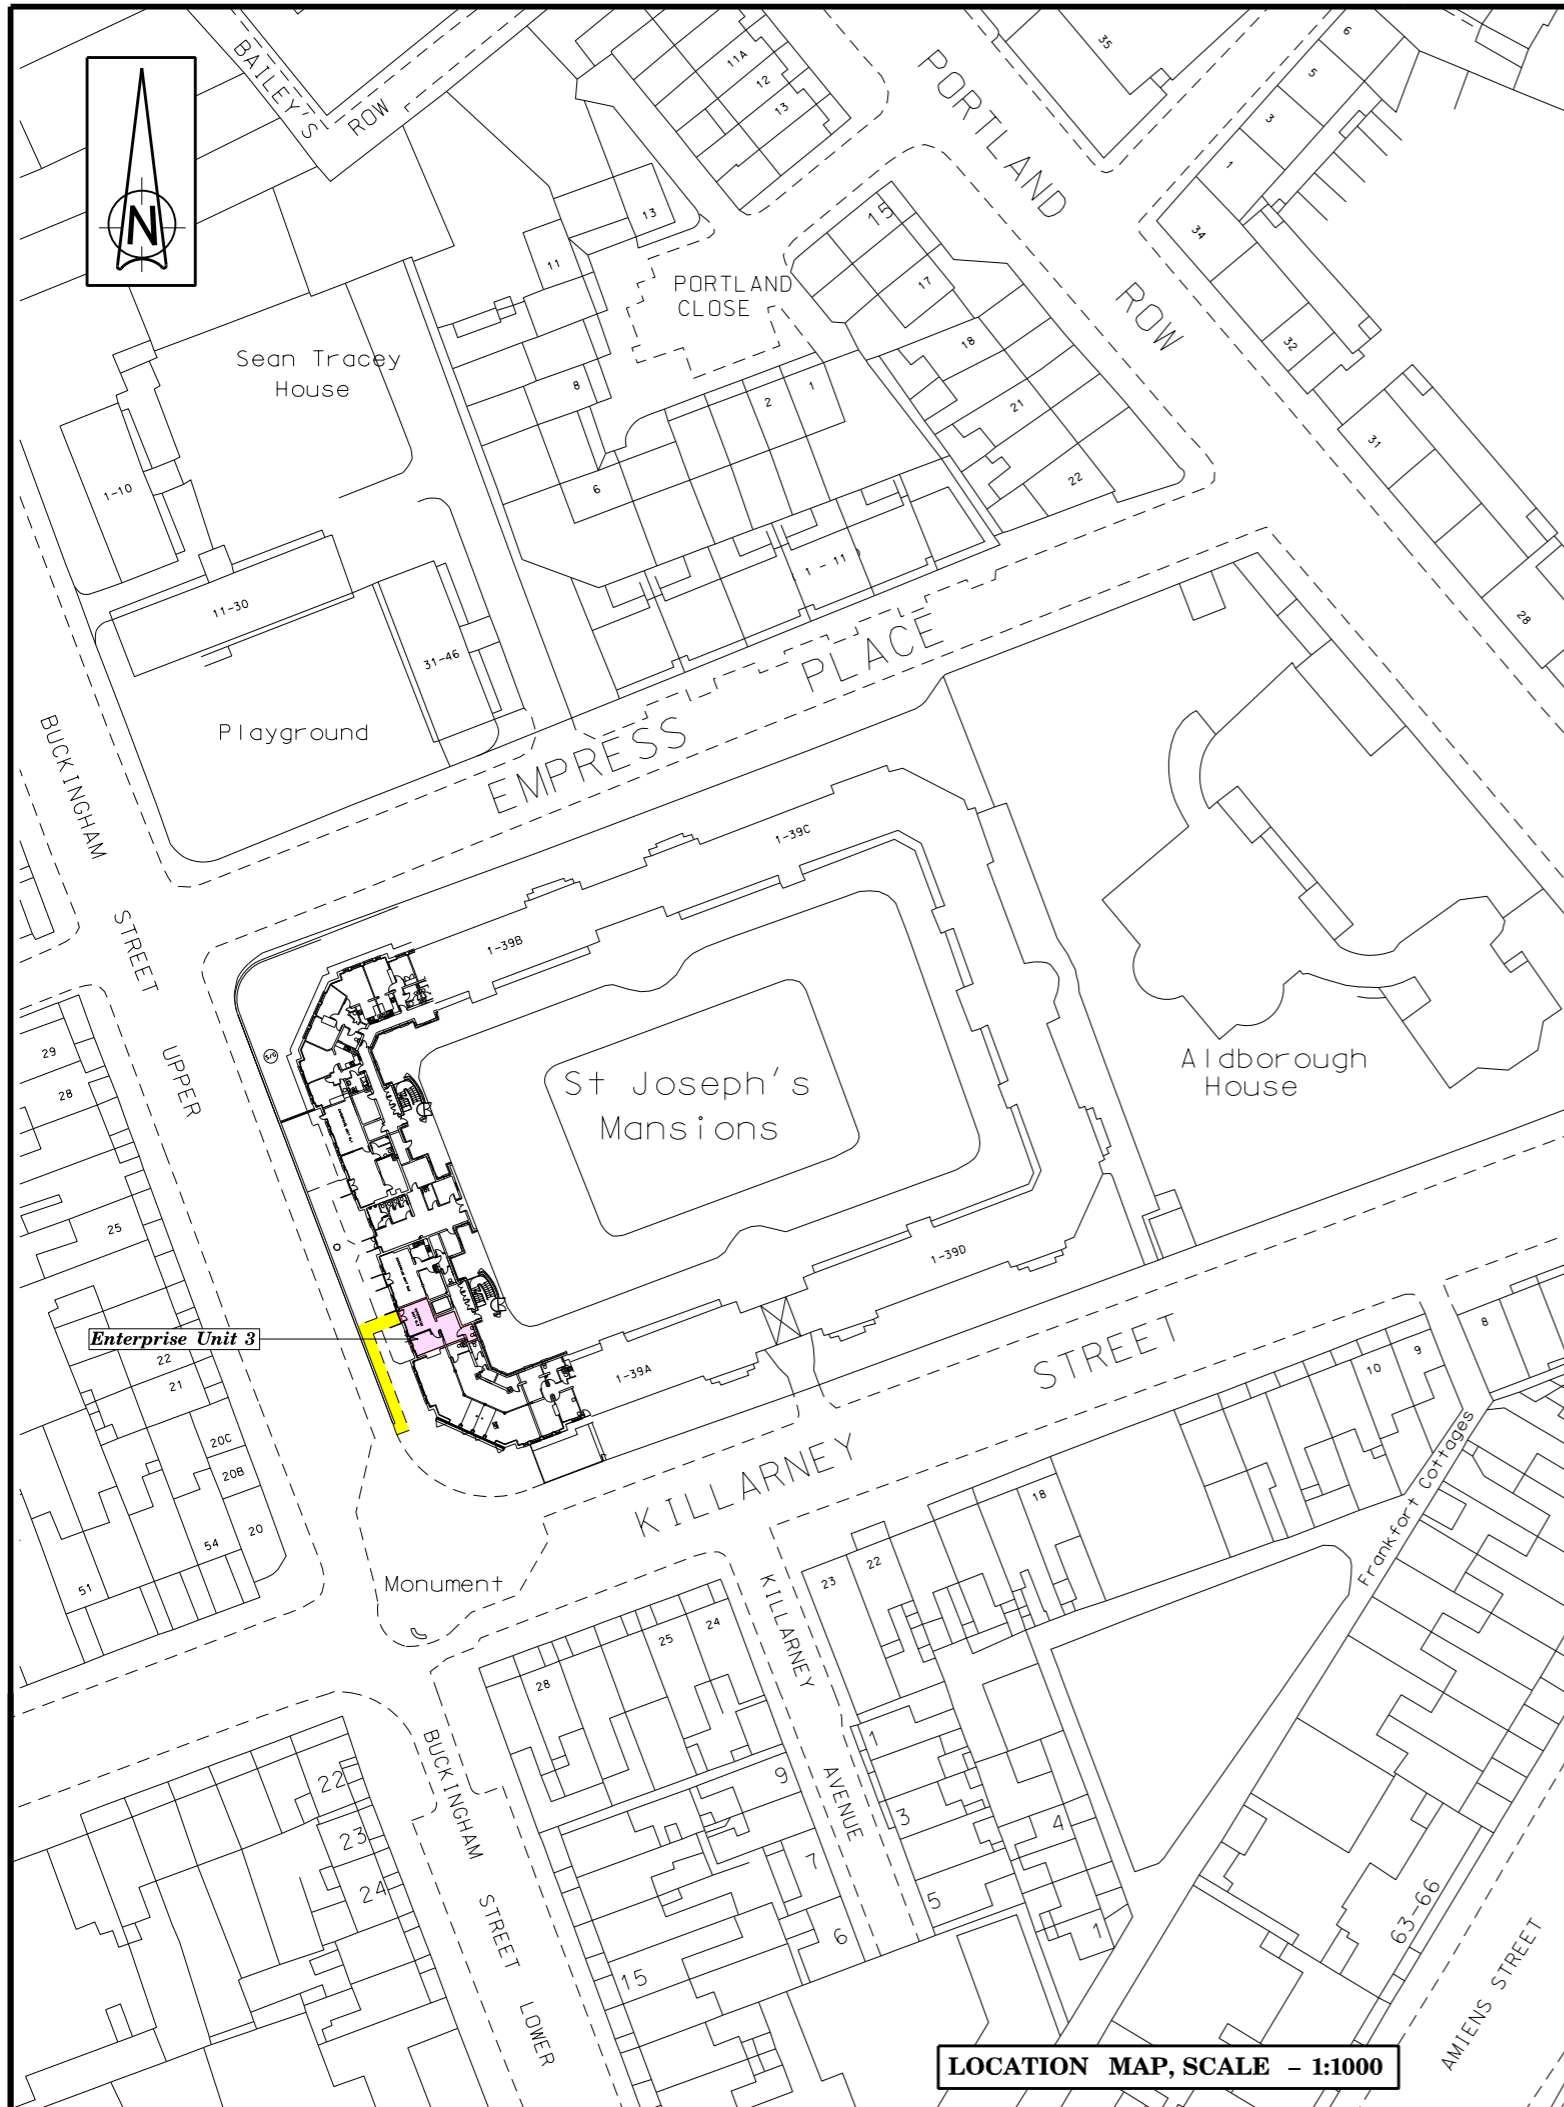 BAILEY'S
ROW
N
11A
12
13
35
6
5
3
1
34
32
31
28
PORTLAND
ROW
13
11
8
6
PORTLAND
CLOSE
2
1
15
17
18
21
22
Sean Tracey
House
1-10
11-30
31-46
Playground
1 - 11
EMPRESS PLACE
BUCKINGHAM
STREET
UPPER
1-39B
1-39C
1-39D
1-39A
St Joseph's
Mansions
Aldborough
House
29
28
25
Enterprise Unit 3
22
21
20C
20B
20
54
51
KILLARNEY STREET
8
9
10
Frankfort Cottages
18
22
23
Monument
KILLARNEY
AVENUE
24
25
28
BUCKINGHAM
STREET
LOWER
22
23
24
9
7
6
15
1
3
5
4
1
63-66
AMIENS STREET
LOCATION MAP, SCALE – 1:1000